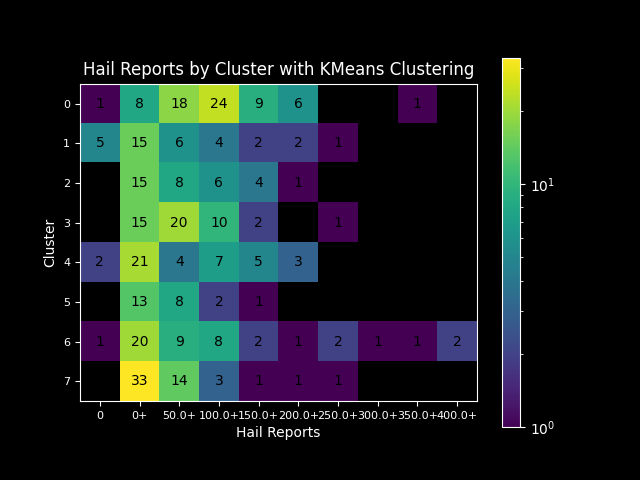 Hail Reports by Cluster with KMeans Clustering
0 1 8 18 24 9 6 1
1 5 15 6 4 2 2 1
2 15 8 6 4 1
3 15 20 10 2 1
4 2 21 4 7 5 3
5 13 8 2 1
6 1 20 9 8 2 1 2 1 1 2
7 33 14 3 1 1 1
0 0+ 50.0+ 100.0+ 150.0+ 200.0+ 250.0+ 300.0+ 350.0+ 400.0+
Hail Reports
Cluster
10¹
10⁰